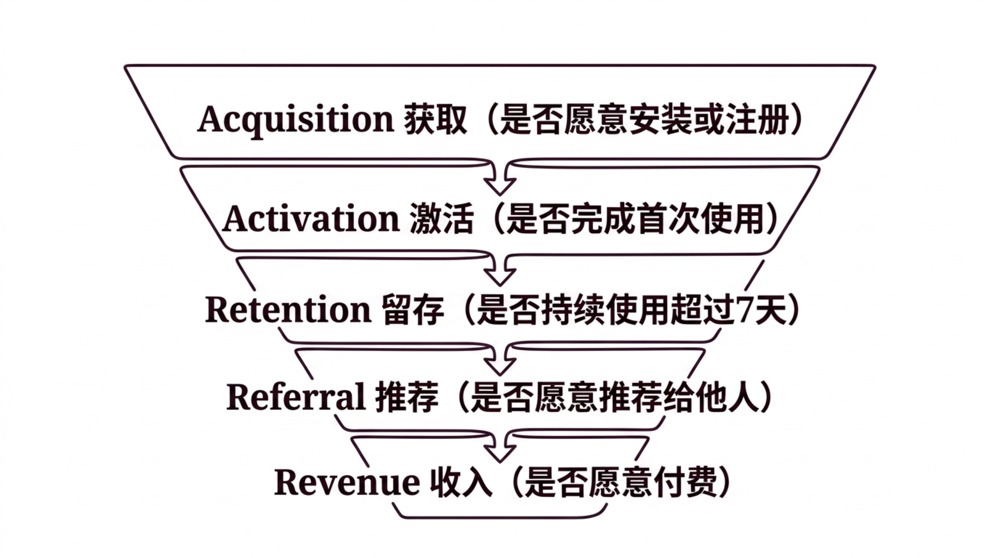 Acquisition 获取（是否愿意安装或注册）
Activation 激活（是否完成首次使用）
Retention 留存（是否持续使用超过7天）
Referral 推荐（是否愿意推荐给他人）
Revenue 收入（是否愿意付费）